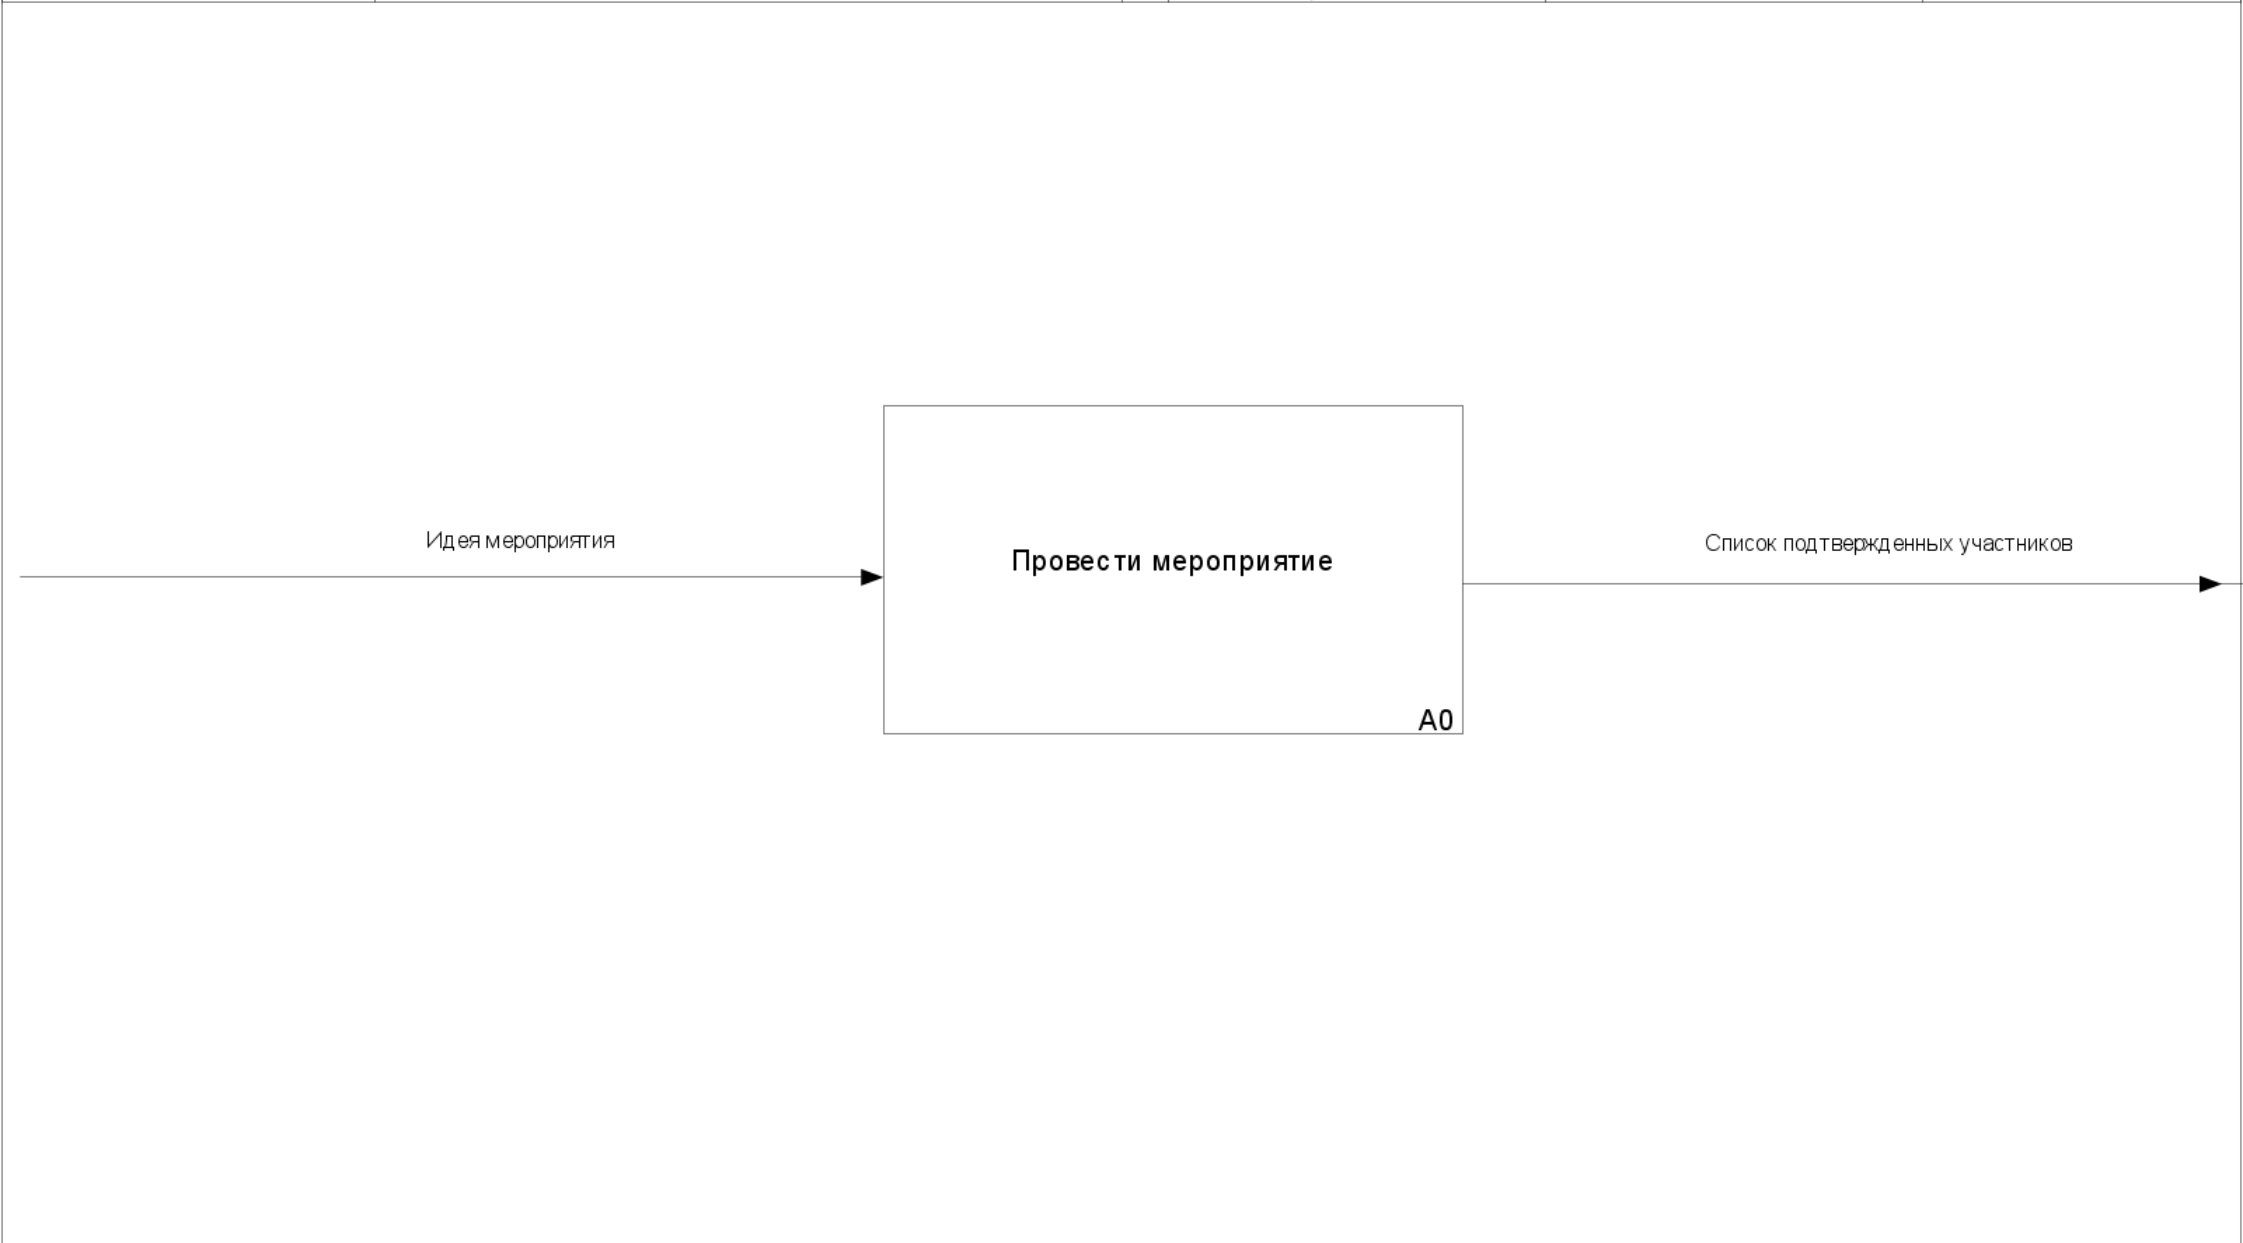 Идея мероприятия
Список подтвержденных участников
Провести мероприятие
A0